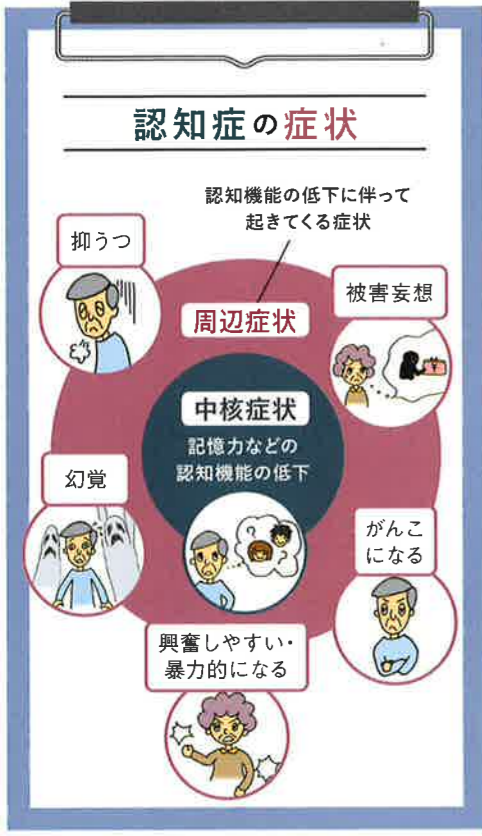 認知症の症状
認知機能の低下に伴って
起きてくる症状
抑うつ
被害妄想
周辺症状
中核症状
記憶力などの
認知機能の低下
幻覚
がんこ
になる
興奮しやすい・
暴力的になる
?
?
¥